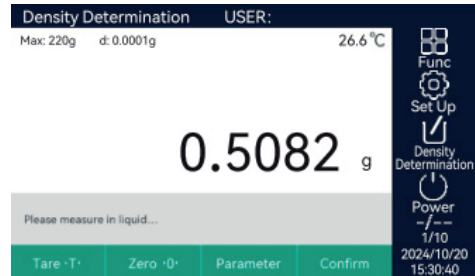 Density Determination USER:
Max: 220g d: 0.0001g 26.6℃
0.5082 g
Please measure in liquid...
Tare ·T· Zero ·0· Parameter Confirm
Func
Set Up
Density
Determination
Power
-/--
1/10
2024/10/20
15:30:40